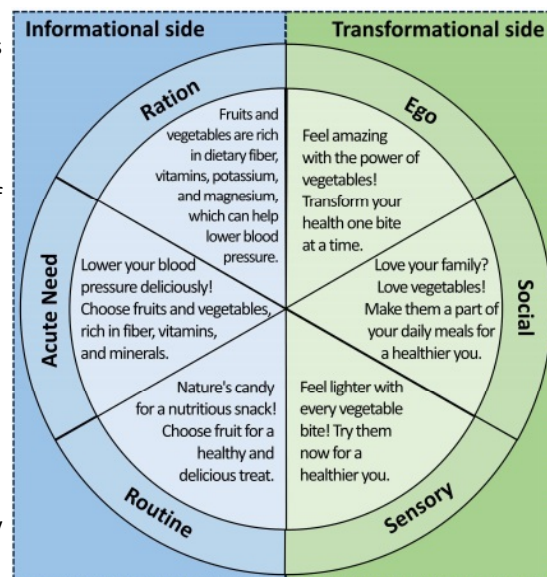 Informational side
Transformational side
Ration
Fruits and
vegetables are rich
in dietary fiber,
vitamins, potassium,
and magnesium,
which can help
lower blood
pressure.
Ego
Feel amazing
with the power of
vegetables!
Transform your
health one bite
at a time.
Acute Need
Lower your blood
pressure deliciously!
Choose fruits and vegetables,
rich in fiber, vitamins,
and minerals.
Social
Love your family?
Love vegetables!
Make them a part of
your daily meals for
a healthier you.
Routine
Nature's candy
for a nutritious snack!
Choose fruit for a
healthy and
delicious treat.
Sensory
Feel lighter with
every vegetable
bite! Try them
now for a
healthier you.